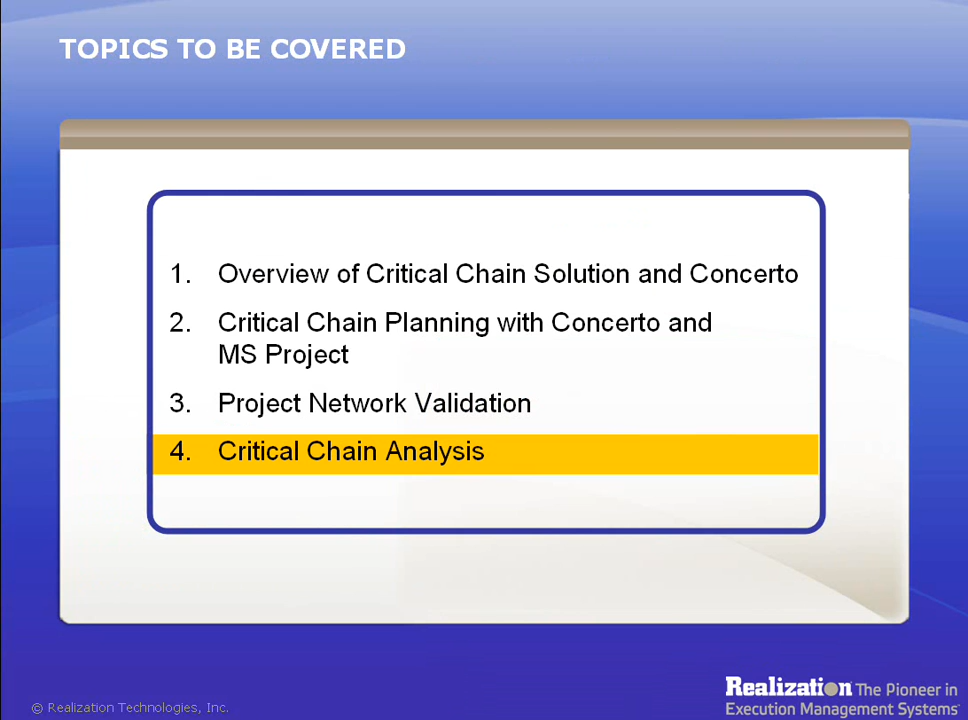 TOPICS TO BE COVERED
1. Overview of Critical Chain Solution and Concerto
2. Critical Chain Planning with Concerto and
MS Project
3. Project Network Validation
4. Critical Chain Analysis
© Realization Technologies, Inc.
Realization The Pioneer in
Execution Management Systems